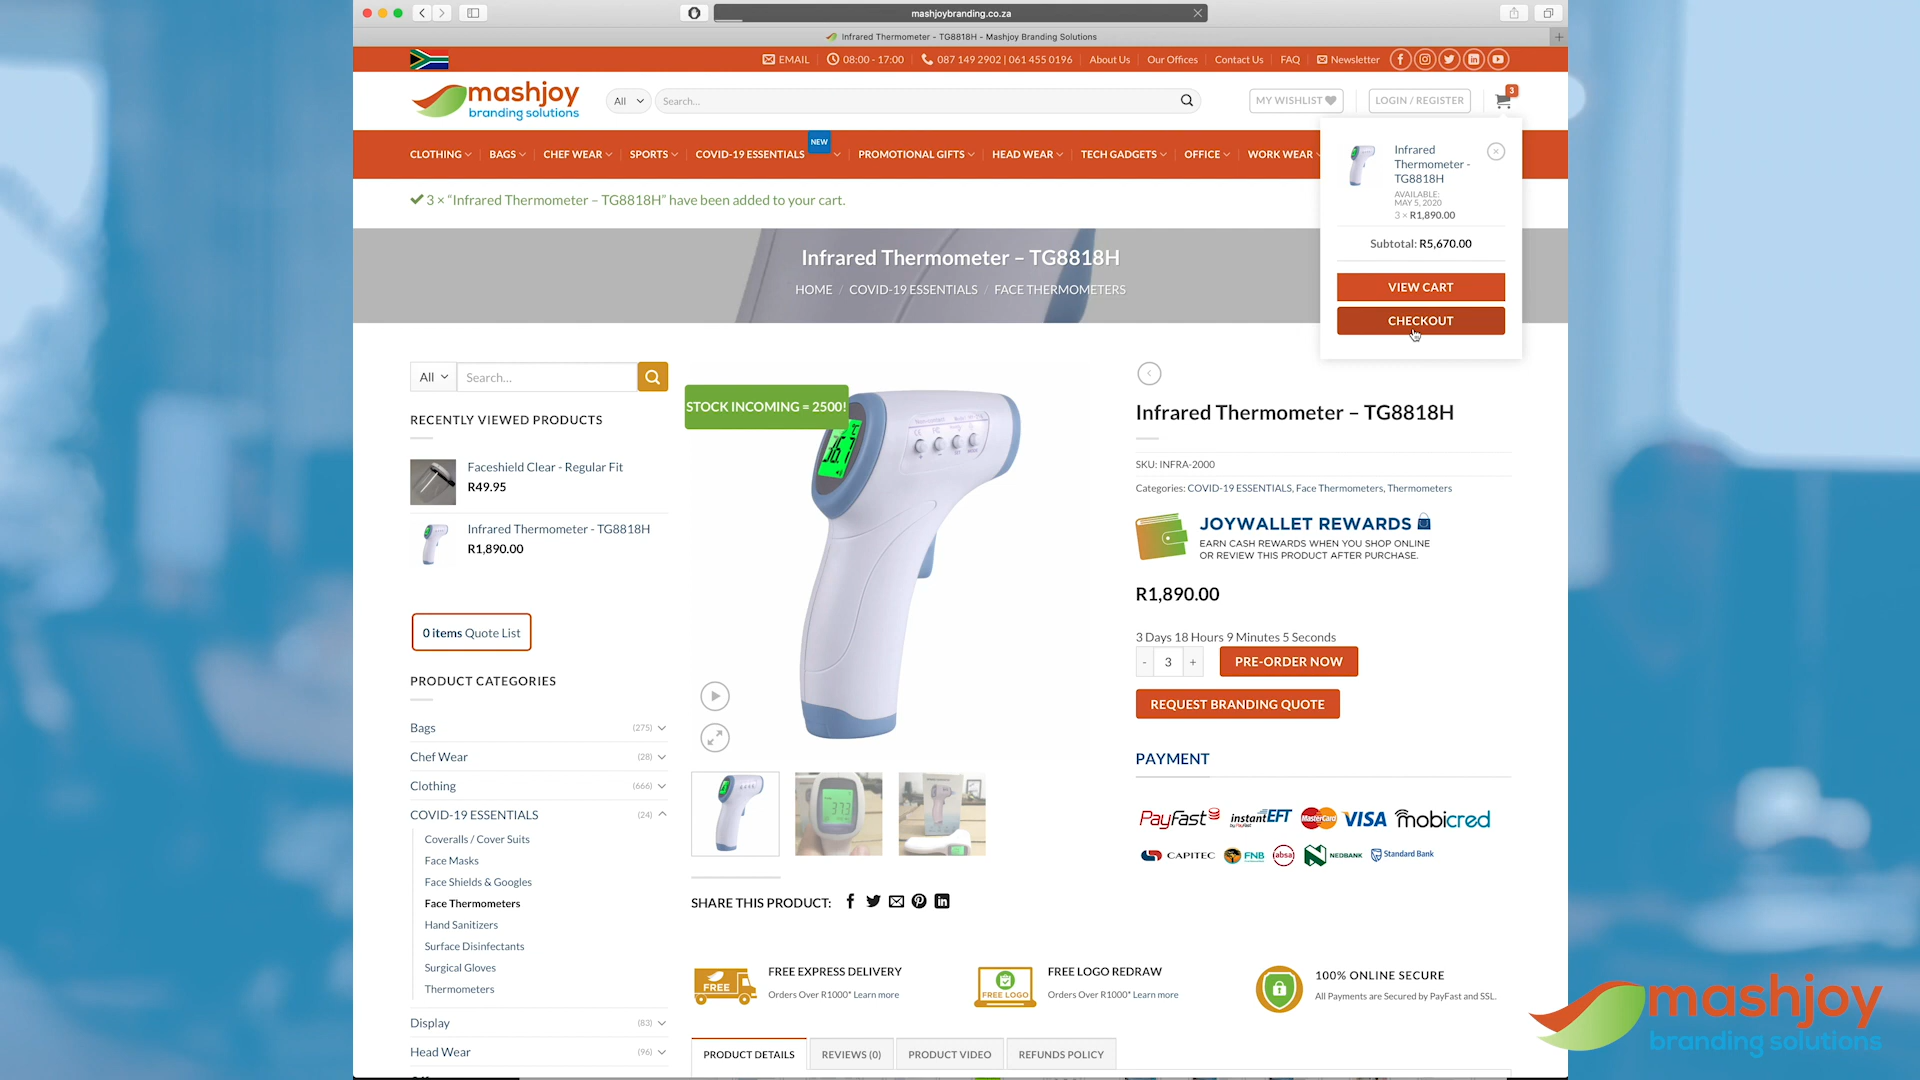 mashjoybranding.co.za
Infrared Thermometer - TG8818H - Mashjoy Branding Solutions
EMAIL
08:00 - 17:00
087 149 2902 | 061 455 0196
About Us
Our Offices
Contact Us
FAQ
Newsletter
mashjoy
branding solutions
All
Search...
MY WISHLIST
LOGIN / REGISTER
3
CLOTHING
BAGS
CHEF WEAR
SPORTS
COVID-19 ESSENTIALS
NEW
PROMOTIONAL GIFTS
HEAD WEAR
TECH GADGETS
OFFICE
WORK WEAR
Infrared
Thermometer -
TG8818H
AVAILABLE:
MAY 5, 2020
3 × R1,890.00
Subtotal: R5,670.00
VIEW CART
CHECKOUT
3 × “Infrared Thermometer – TG8818H” have been added to your cart.
Infrared Thermometer – TG8818H
HOME / COVID-19 ESSENTIALS / FACE THERMOMETERS
All
Search...
RECENTLY VIEWED PRODUCTS
Faceshield Clear - Regular Fit
R49.95
Infrared Thermometer - TG8818H
R1,890.00
0 items Quote List
PRODUCT CATEGORIES
Bags (275)
Chef Wear (28)
Clothing (666)
COVID-19 ESSENTIALS (24)
Coveralls / Cover Suits
Face Masks
Face Shields & Googles
Face Thermometers
Hand Sanitizers
Surface Disinfectants
Surgical Gloves
Thermometers
Display (83)
Head Wear (96)
STOCK INCOMING = 2500!
36.7
°C
37.3
SHARE THIS PRODUCT:
Infrared Thermometer – TG8818H
SKU: INFRA-2000
Categories: COVID-19 ESSENTIALS, Face Thermometers, Thermometers
JOYWALLET REWARDS
EARN CASH REWARDS WHEN YOU SHOP ONLINE
OR REVIEW THIS PRODUCT AFTER PURCHASE.
R1,890.00
3 Days 18 Hours 9 Minutes 5 Seconds
- 3 +
PRE-ORDER NOW
REQUEST BRANDING QUOTE
PAYMENT
PayFast
instantEFT
by PayFast
MasterCard
VISA
mobicred
CAPITEC
FNB
absa
NEDBANK
Standard Bank
FREE
FREE EXPRESS DELIVERY
Orders Over R1000* Learn more
FREE LOGO
FREE LOGO REDRAW
Orders Over R1000* Learn more
100% ONLINE SECURE
All Payments are Secured by PayFast and SSL.
PRODUCT DETAILS
REVIEWS (0)
PRODUCT VIDEO
REFUNDS POLICY
mashjoy
branding solutions